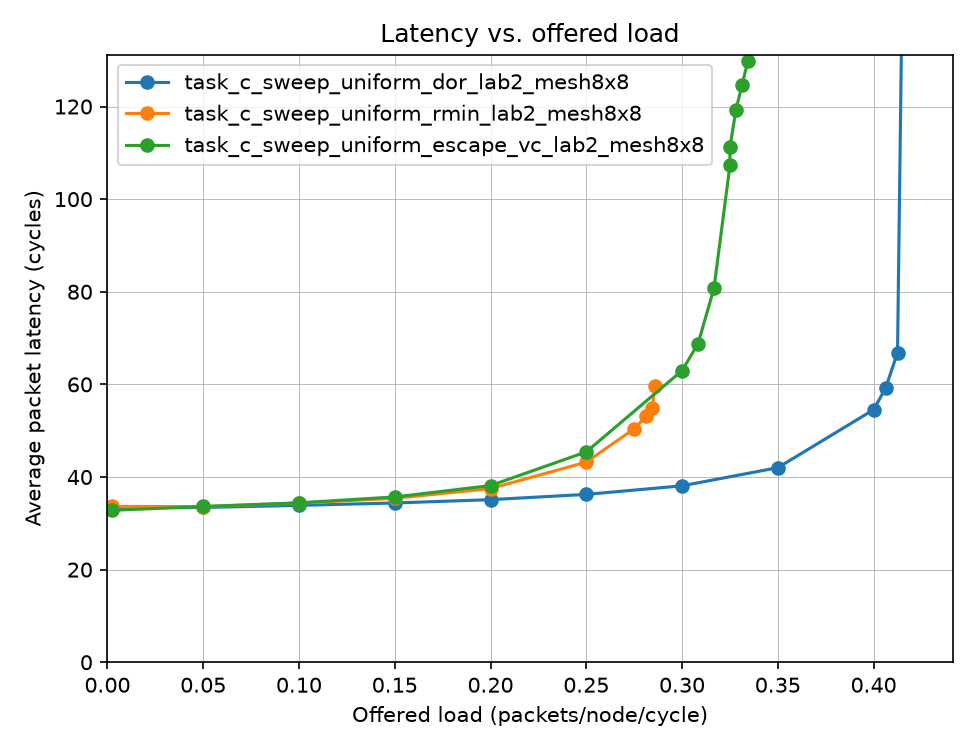 Latency vs. offered load
task_c_sweep_uniform_dor_lab2_mesh8x8
task_c_sweep_uniform_rmin_lab2_mesh8x8
task_c_sweep_uniform_escape_vc_lab2_mesh8x8
Average packet latency (cycles)
120
100
80
60
40
20
0
0.00 0.05 0.10 0.15 0.20 0.25 0.30 0.35 0.40
Offered load (packets/node/cycle)